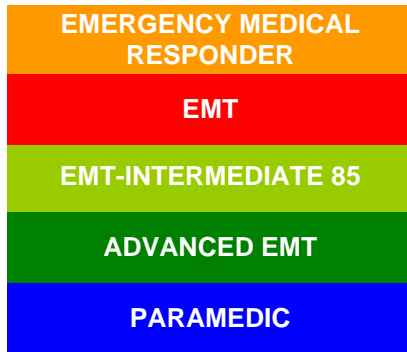 EMERGENCY MEDICAL
RESPONDER
EMT
EMT-INTERMEDIATE 85
ADVANCED EMT
PARAMEDIC